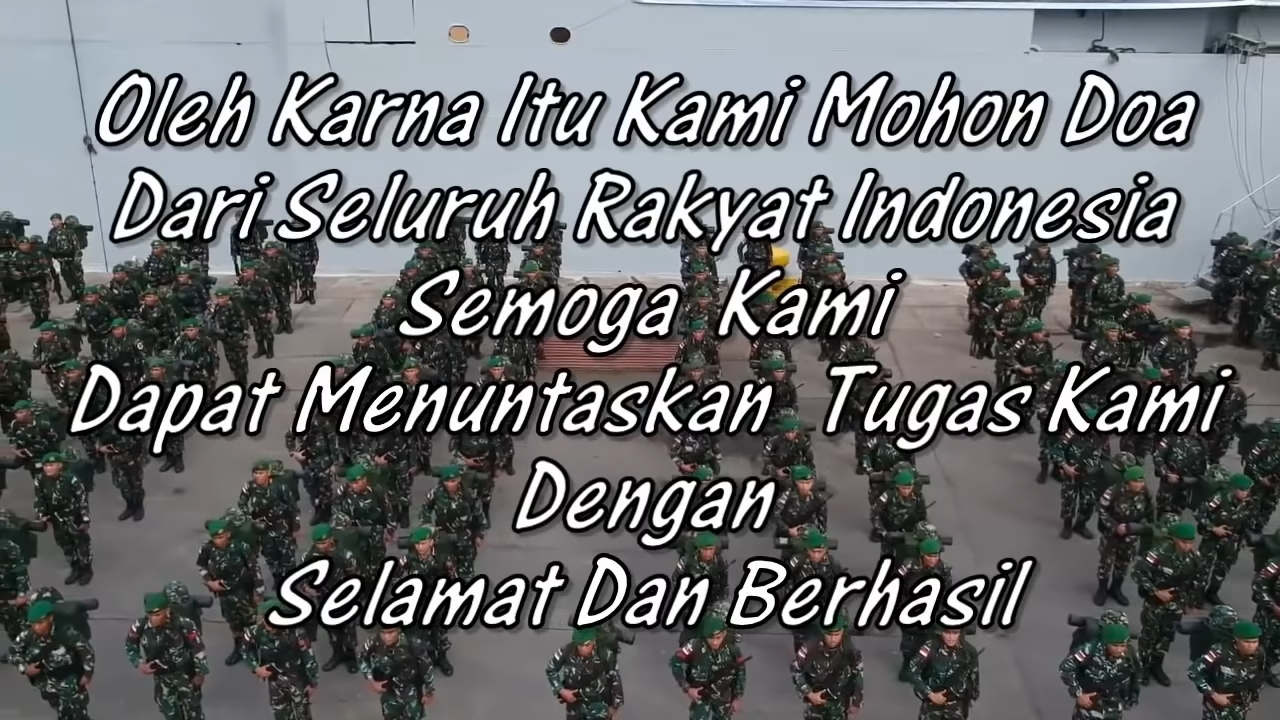 Oleh Karna Itu Kami Mohon Doa
Dari Seluruh Rakyat Indonesia
Semoga Kami
Dapat Menuntaskan Tugas Kami
Dengan
Selamat Dan Berhasil